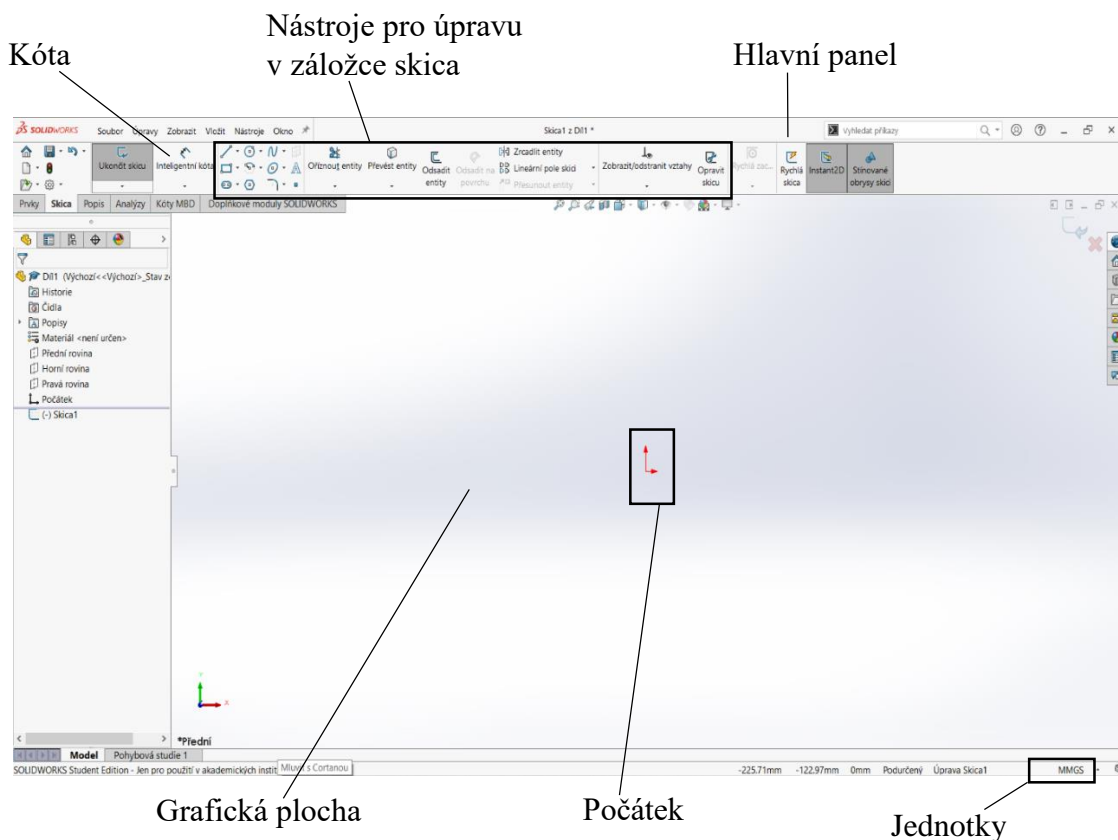 Nástroje pro úpravu
v záložce skica
Kóta
Hlavní panel
SOLIDWORKS Soubor Úpravy Zobrazit Vložit Nástroje Okno Skica1 z Díl1 * Vyhledat příkazy
Ukončit skicu Inteligentní kóta Oříznout entity Převést entity Odsadit entity Odsadit na povrchu Zrcadlit entity
Lineární pole skici
Přesunout entity
Zobrazit/odstranit vztahy Opravit skicu Rychlá zac... Rychlá skica Instant2D Stínované obrysy skici
Prvky Skica Popis Analýzy Kóty MBD Doplňkové moduly SOLIDWORKS
Díl1 (Výchozí<<Výchozí>_Stav z
Historie
Čidla
Popisy
Materiál <není určen>
Přední rovina
Horní rovina
Pravá rovina
Počátek
(-) Skica1
Y
X
*Přední
Model Pohybová studie 1
SOLIDWORKS Student Edition - Jen pro použití v akademických instit Mluvit s Cortanou -225.71mm -122.97mm 0mm Podurčený Úprava Skica1 MMGS
Grafická plocha
Počátek
Jednotky